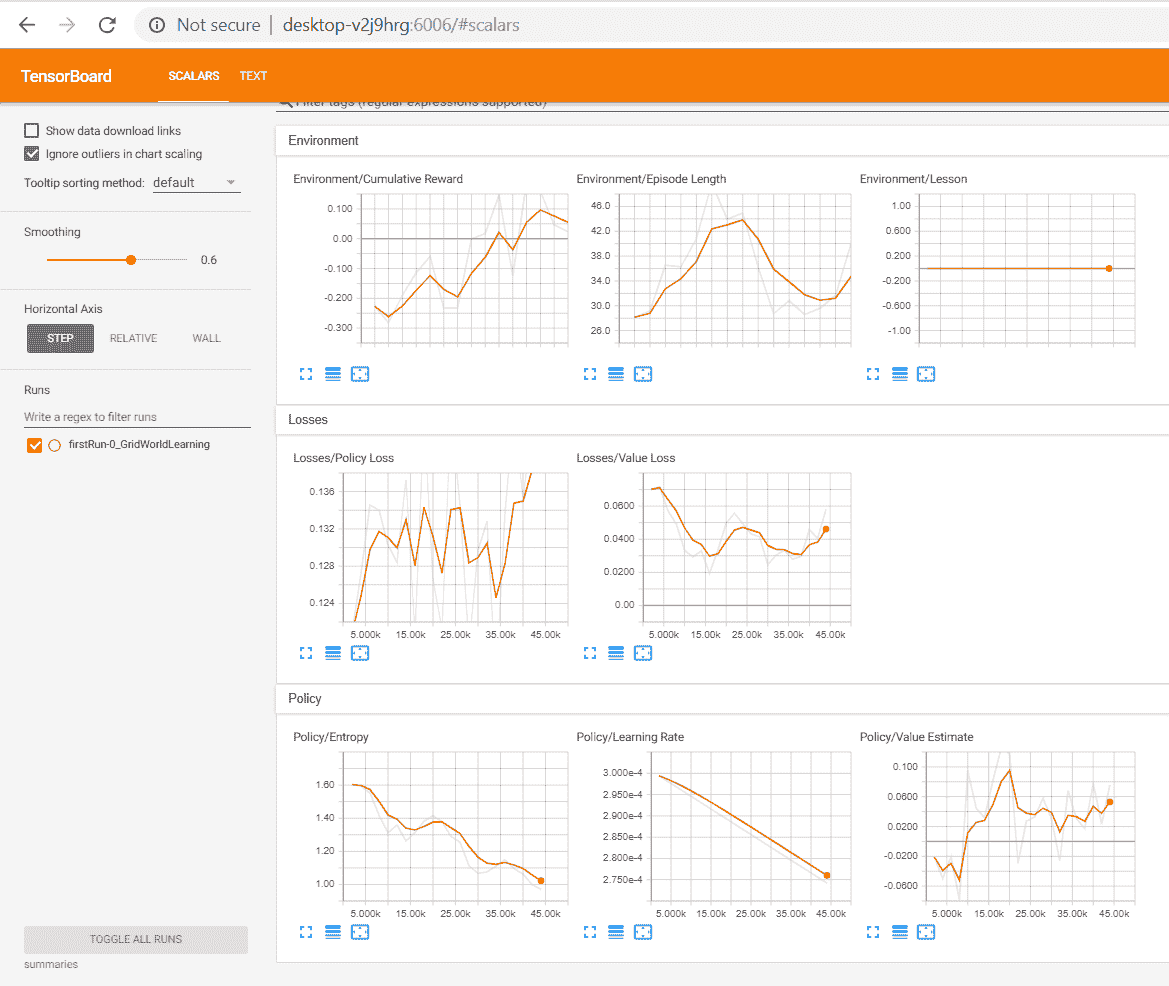 Not secure | desktop-v2j9hrg:6006/#scalars
TensorBoard SCALARS TEXT
Filter tags (regular expressions supported)
Show data download links
Ignore outliers in chart scaling
Tooltip sorting method: default
Smoothing
0.6
Horizontal Axis
STEP RELATIVE WALL
Runs
Write a regex to filter runs
firstRun-0_GridWorldLearning
TOGGLE ALL RUNS
summaries
Environment
Environment/Cumulative Reward
0.100
0.00
-0.100
-0.200
-0.300
Environment/Episode Length
46.0
42.0
38.0
34.0
30.0
26.0
Environment/Lesson
1.00
0.600
0.200
-0.200
-0.600
-1.00
Losses
Losses/Policy Loss
0.136
0.132
0.128
0.124
5.000k 15.00k 25.00k 35.00k 45.00k
Losses/Value Loss
0.0600
0.0400
0.0200
0.00
5.000k 15.00k 25.00k 35.00k 45.00k
Policy
Policy/Entropy
1.60
1.40
1.20
1.00
5.000k 15.00k 25.00k 35.00k 45.00k
Policy/Learning Rate
3.000e-4
2.950e-4
2.900e-4
2.850e-4
2.800e-4
2.750e-4
5.000k 15.00k 25.00k 35.00k 45.00k
Policy/Value Estimate
0.100
0.0600
0.0200
-0.0200
-0.0600
5.000k 15.00k 25.00k 35.00k 45.00k